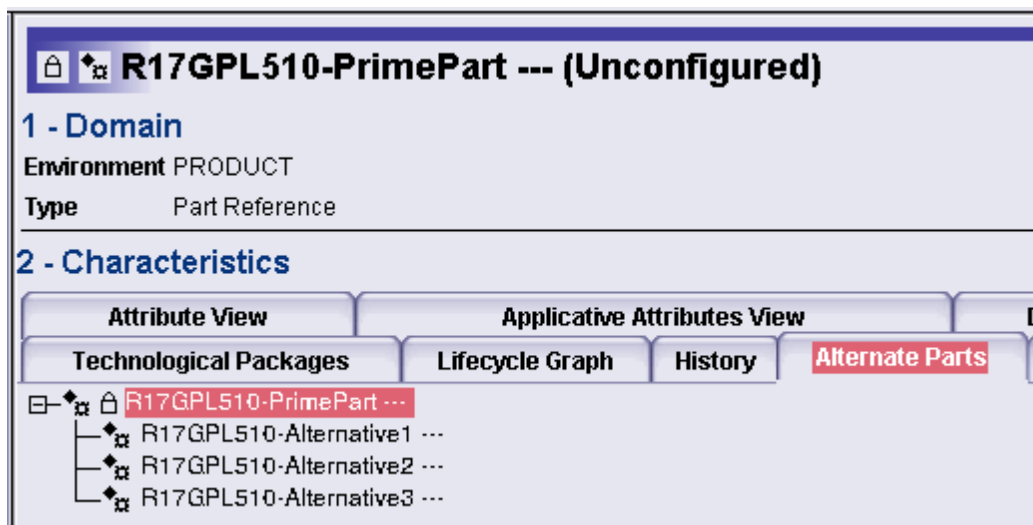 R17GPL510-PrimePart --- (Unconfigured)
1 - Domain
Environment PRODUCT
Type Part Reference
2 - Characteristics
Attribute View Applicative Attributes View
Technological Packages Lifecycle Graph History Alternate Parts
R17GPL510-PrimePart ---
R17GPL510-Alternative1 ---
R17GPL510-Alternative2 ---
R17GPL510-Alternative3 ---